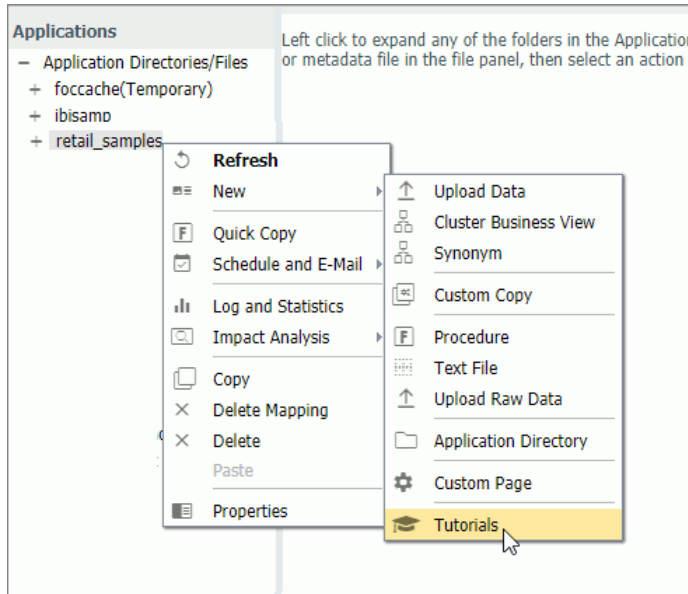 Applications
Left click to expand any of the folders in the Application
or metadata file in the file panel, then select an action
Application Directories/Files
foccache(Temporary)
ibisamp
retail_samples
Refresh
New
Quick Copy
Schedule and E-Mail
Log and Statistics
Impact Analysis
Copy
Delete Mapping
Delete
Paste
Properties
Upload Data
Cluster Business View
Synonym
Custom Copy
F Procedure
Text File
Upload Raw Data
Application Directory
Custom Page
Tutorials